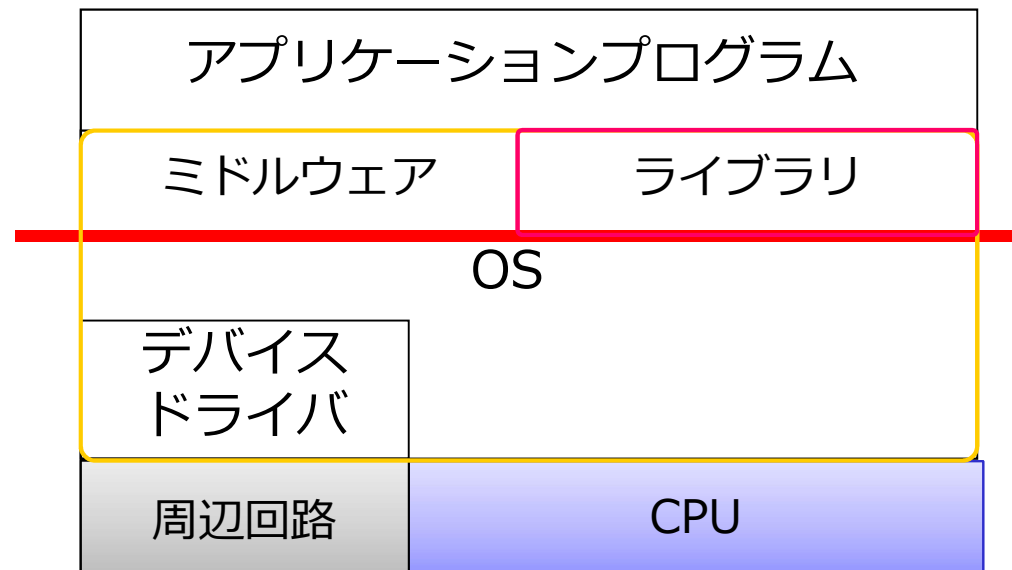 アプリケーションプログラム
ミドルウェア
ライブラリ
OS
デバイス
ドライバ
周辺回路
CPU